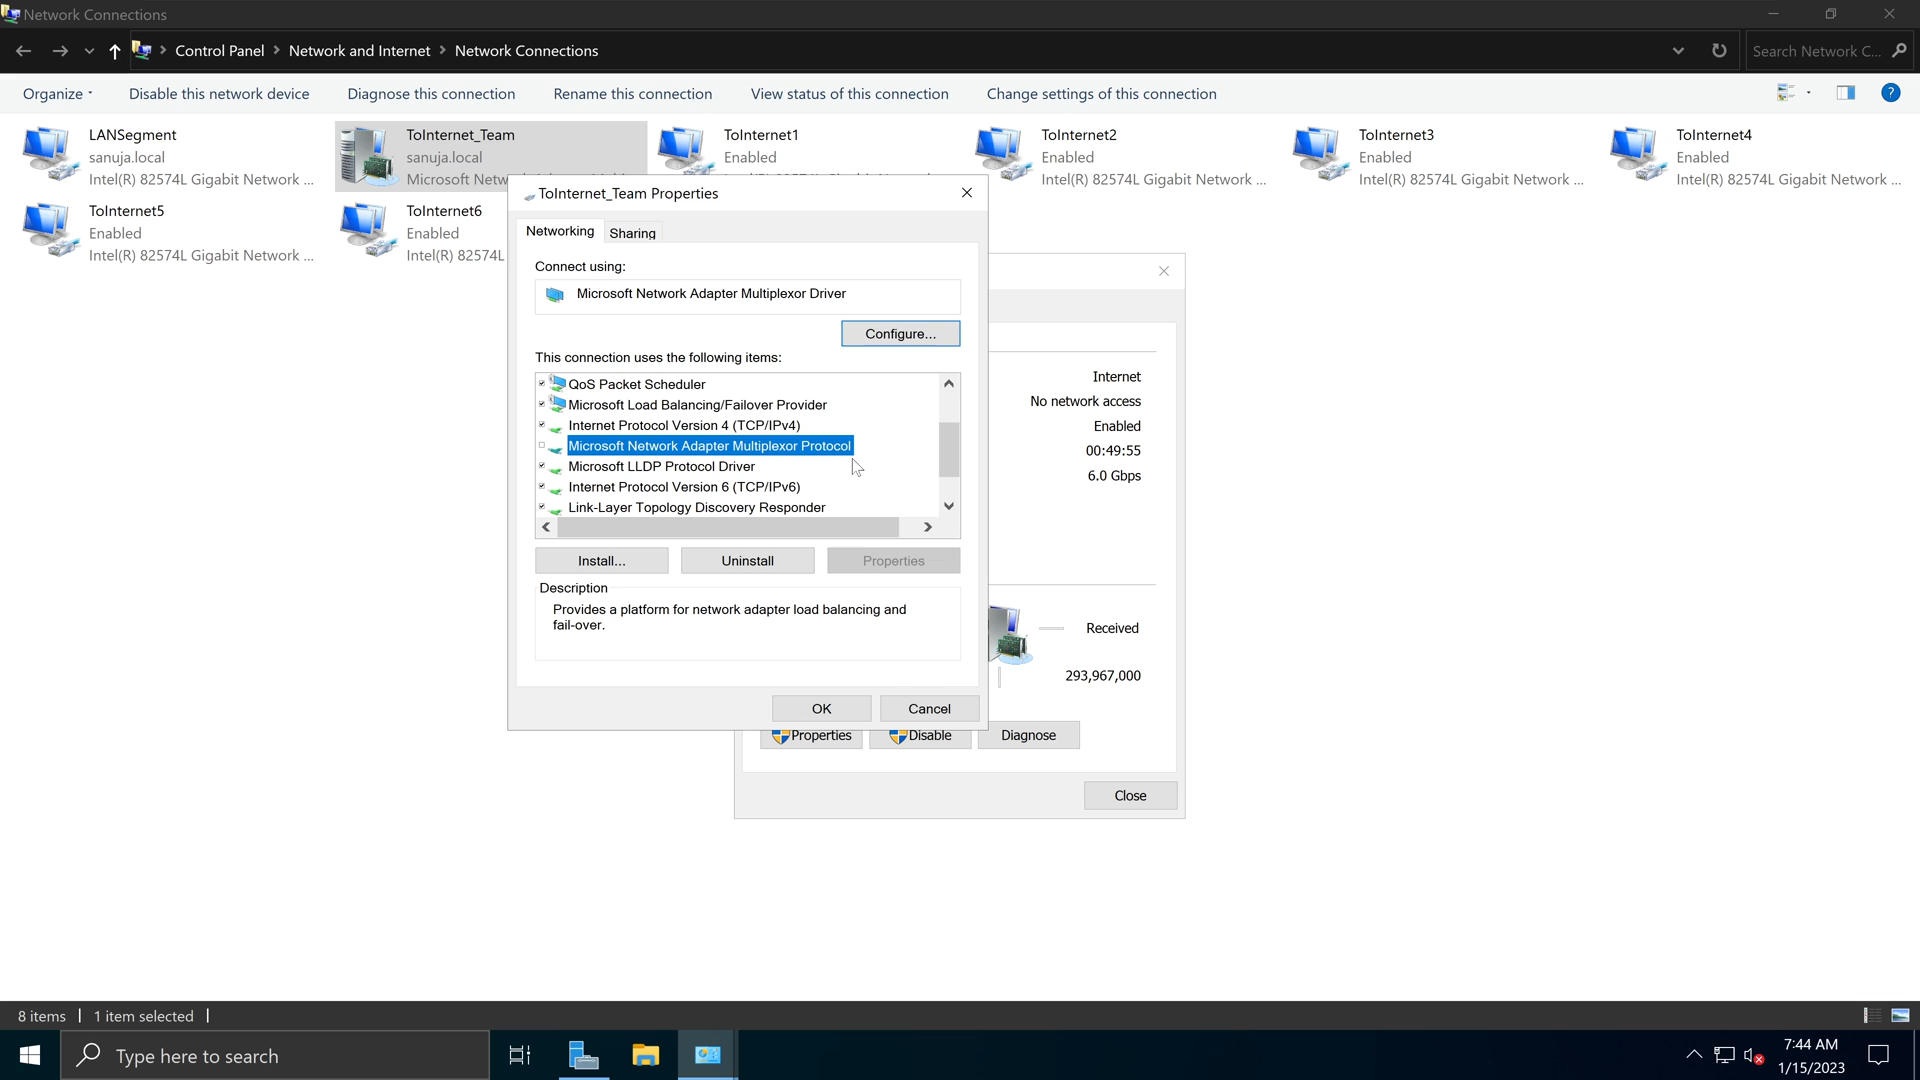 Network Connections
Control Panel
Network and Internet
Network Connections
Search Network C...
Organize
Disable this network device
Diagnose this connection
Rename this connection
View status of this connection
Change settings of this connection
?
LANSegment
sanuja.local
Intel(R) 82574L Gigabit Network ...
ToInternet_Team
sanuja.local
Microsoft Netw
ToInternet1
Enabled
ToInternet2
Enabled
Intel(R) 82574L Gigabit Network ...
ToInternet3
Enabled
Intel(R) 82574L Gigabit Network ...
ToInternet4
Enabled
Intel(R) 82574L Gigabit Network ...
ToInternet5
Enabled
Intel(R) 82574L Gigabit Network ...
ToInternet6
Enabled
Intel(R) 82574L
ToInternet_Team Properties
Networking
Sharing
Connect using:
Microsoft Network Adapter Multiplexor Driver
Configure...
This connection uses the following items:
QoS Packet Scheduler
Microsoft Load Balancing/Failover Provider
Internet Protocol Version 4 (TCP/IPv4)
Microsoft Network Adapter Multiplexor Protocol
Microsoft LLDP Protocol Driver
Internet Protocol Version 6 (TCP/IPv6)
Link-Layer Topology Discovery Responder
Install...
Uninstall
Properties
Description
Provides a platform for network adapter load balancing and
fail-over.
OK
Cancel
Internet
No network access
Enabled
00:49:55
6.0 Gbps
Received
293,967,000
Properties
Disable
Diagnose
Close
8 items
1 item selected
Type here to search
7:44 AM
1/15/2023